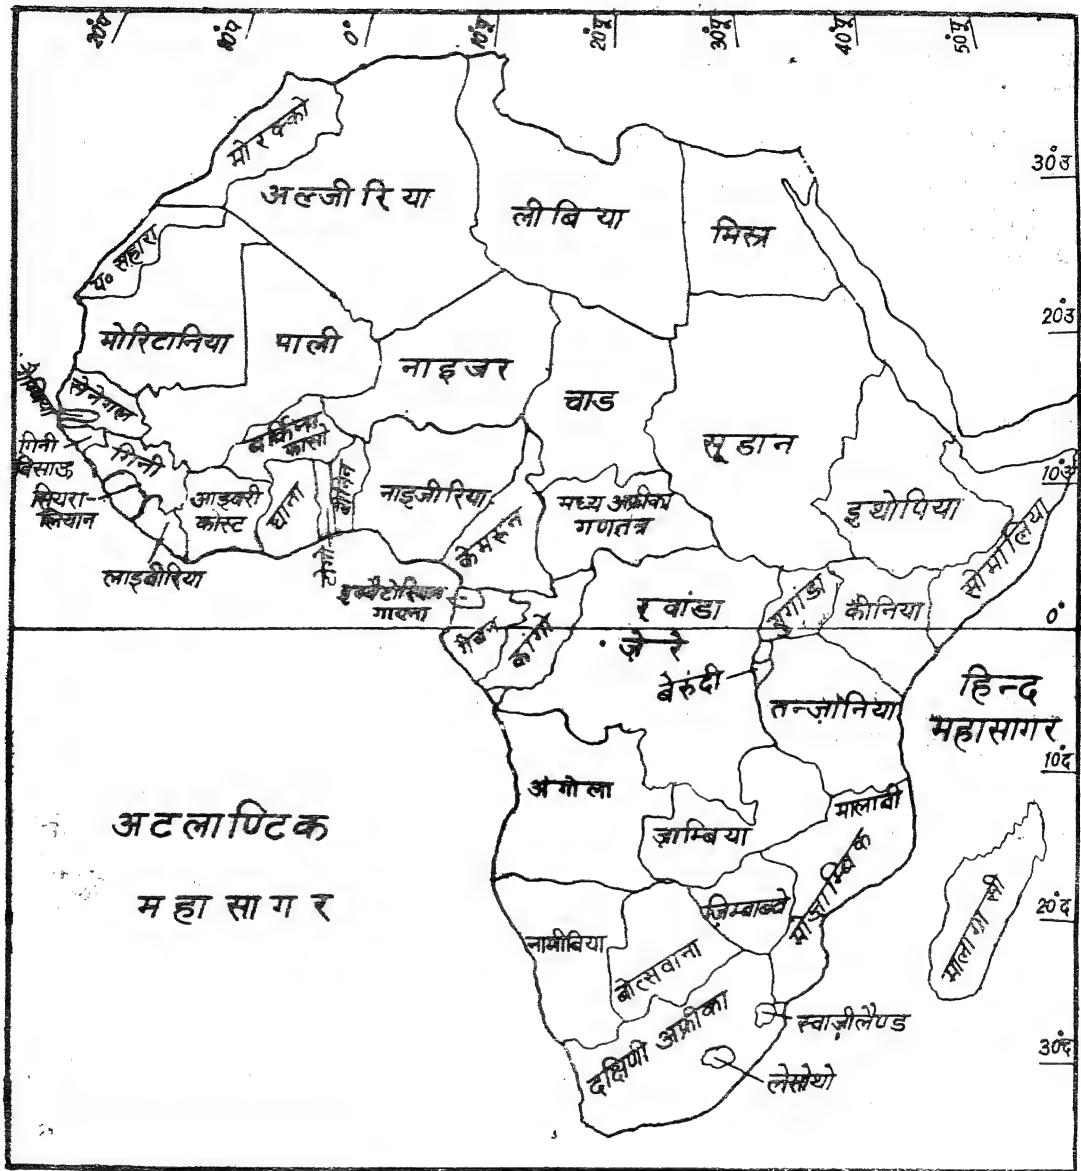 20°प
10°प
0°
10°पू
20°पू
30°पू
40°पू
50°पू
30°उ
मोरक्को
अल्जीरिया
लीबिया
मिस्र
प० सहारा
20°उ
मोरिटानिया
पाली
नाइजर
चाड
सूडान
सेनेगल
बर्किना
फासो
गिनी
बिसाऊ
गिनी
सियरा-
लियान
आइवरी
कोस्ट
घाना
टोगो
बेनिन
नाइजीरिया
केमरून
मध्य अफ्रीका
गणतंत्र
इथोपिया
10°उ
सोमालिया
लाइबीरिया
इक्वैटोरियल
गायना
गैबन
कांगो
रवांडा
ज़ेरे
युगांडा
कीनिया
0°
बेरुंदी
तन्ज़ानिया
हिन्द
महासागर
10°द
अंगोला
ज़ाम्बिया
मालावी
मोज़ाम्बिक
अटलाण्टिक
महासागर
नामीबिया
बोत्सवाना
ज़िम्बाब्वे
मालागासी
20°द
दक्षिणी अफ्रीका
स्वाज़ीलैण्ड
लेसोथो
30°द